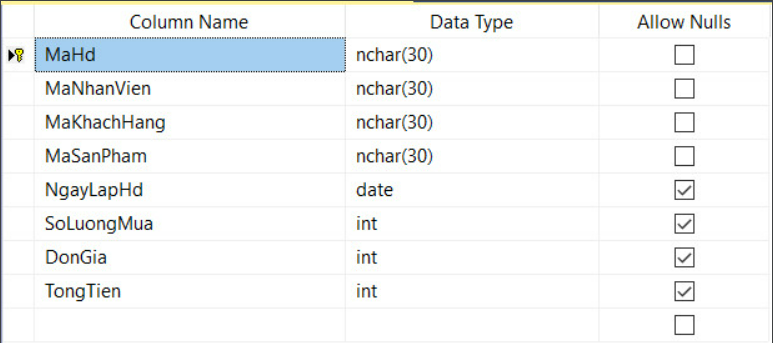 Column Name Data Type Allow Nulls
MaHd nchar(30)
MaNhanVien nchar(30)
MaKhachHang nchar(30)
MaSanPham nchar(30)
NgayLapHd date
SoLuongMua int
DonGia int
TongTien int